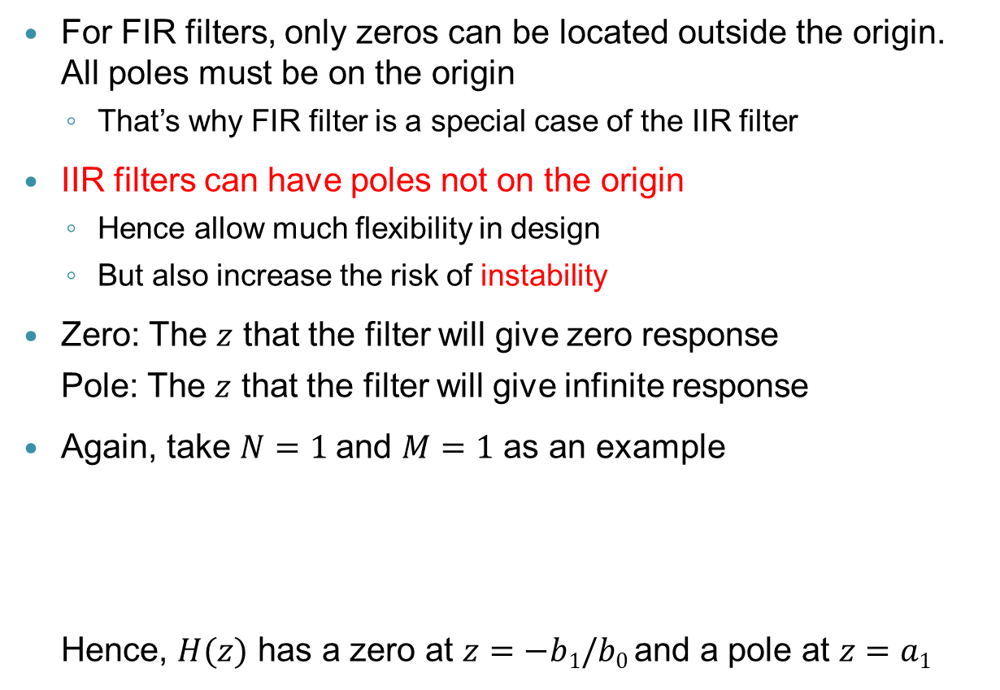 • For FIR filters, only zeros can be located outside the origin.
All poles must be on the origin
◦ That’s why FIR filter is a special case of the IIR filter
• IIR filters can have poles not on the origin
◦ Hence allow much flexibility in design
◦ But also increase the risk of instability
• Zero: The 𝑧 that the filter will give zero response
Pole: The 𝑧 that the filter will give infinite response
• Again, take 𝑁 = 1 and 𝑀 = 1 as an example
Hence, 𝐻(𝑧) has a zero at 𝑧 = −𝑏₁/𝑏₀ and a pole at 𝑧 = 𝑎₁